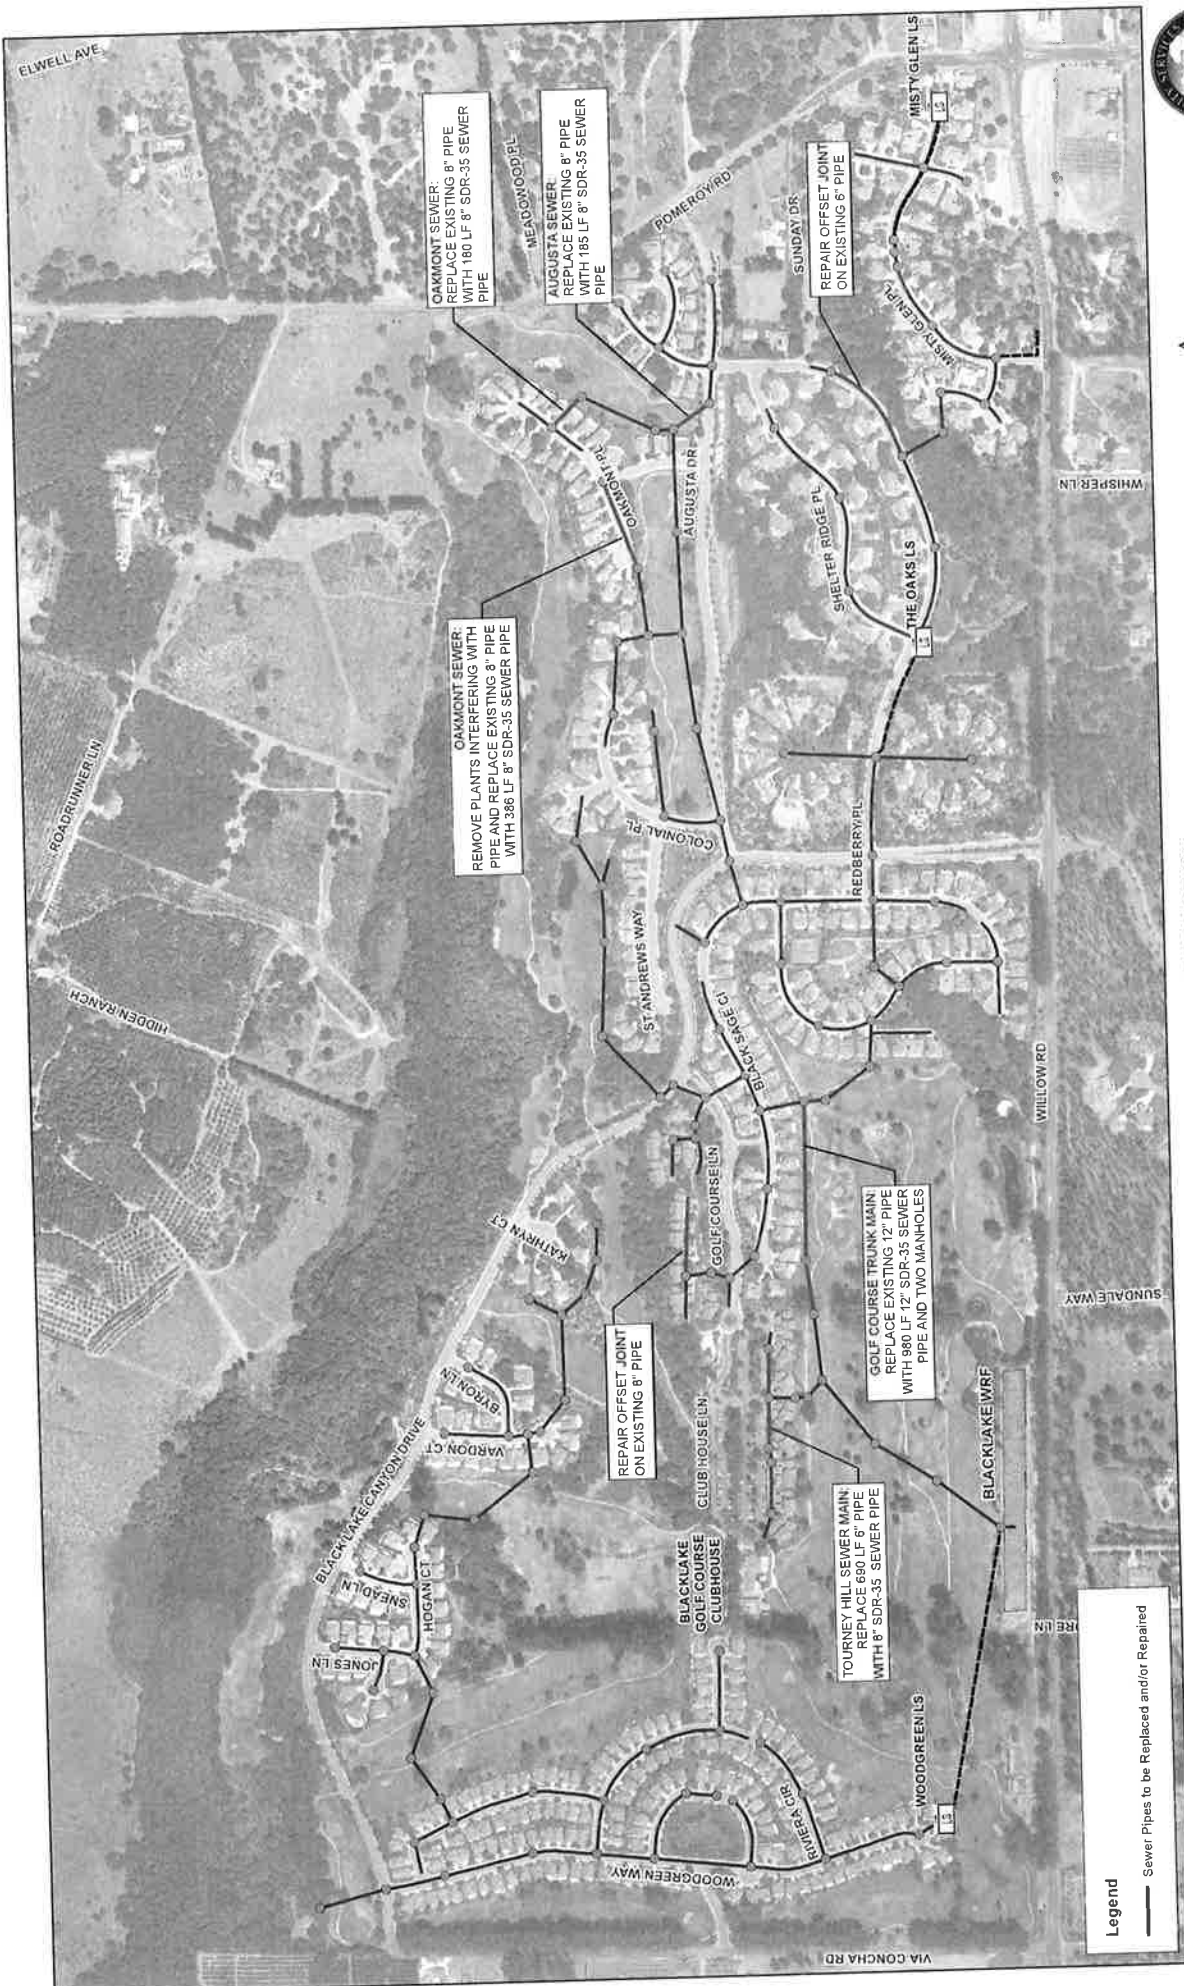 ELWELL AVE
OAKMONT SEWER:
REPLACE EXISTING 8" PIPE
WITH 180 LF 8" SDR-35 SEWER
PIPE
MEADOWOOD PL
AUGUSTA SEWER:
REPLACE EXISTING 8" PIPE
WITH 185 LF 8" SDR-35 SEWER
PIPE
POMEROY RD
MISTY GLEN LS
LS
SUNDAY DR
REPAIR OFFSET JOINT
ON EXISTING 6" PIPE
MISTY GLEN PL
WHISPER LN
OAKMONT PL
AUGUSTA DR
SHELTER RIDGE PL
THE OAKS LS
LS
OAKMONT SEWER:
REMOVE PLANTS INTERFERING WITH
PIPE AND REPLACE EXISTING 8" PIPE
WITH 386 LF 8" SDR-35 SEWER PIPE
ROADRUNNER LN
HIDDEN RANCH
COLONIAL PL
REDBERRY PL
ST ANDREWS WAY
BLACK SAGE CI
WILLOW RD
GOLF COURSE LN
KATHRYN CT
GOLF COURSE TRUNK MAIN:
REPLACE EXISTING 12" PIPE
WITH 980 LF 12" SDR-35 SEWER
PIPE AND TWO MANHOLES
SUNDALE WAY
REPAIR OFFSET JOINT
ON EXISTING 8" PIPE
BYRON LN
VARDON CT
CLUB HOUSE LN
BLACKLAKE WRF
BLACK LAKE CANYON DRIVE
SNEAD LN
HOGAN CT
JONES LN
BLACKLAKE
GOLF COURSE
CLUBHOUSE
TOURNEY HILL SEWER MAIN:
REPLACE 690 LF 6" PIPE
WITH 8" SDR-35 SEWER PIPE
ORE LN
WOODGREEN LS
LS
RIVIERA CIR
WOODGREEN WAY
VIA CONCHA RD
Legend
Sewer Pipes to be Replaced and/or Repaired